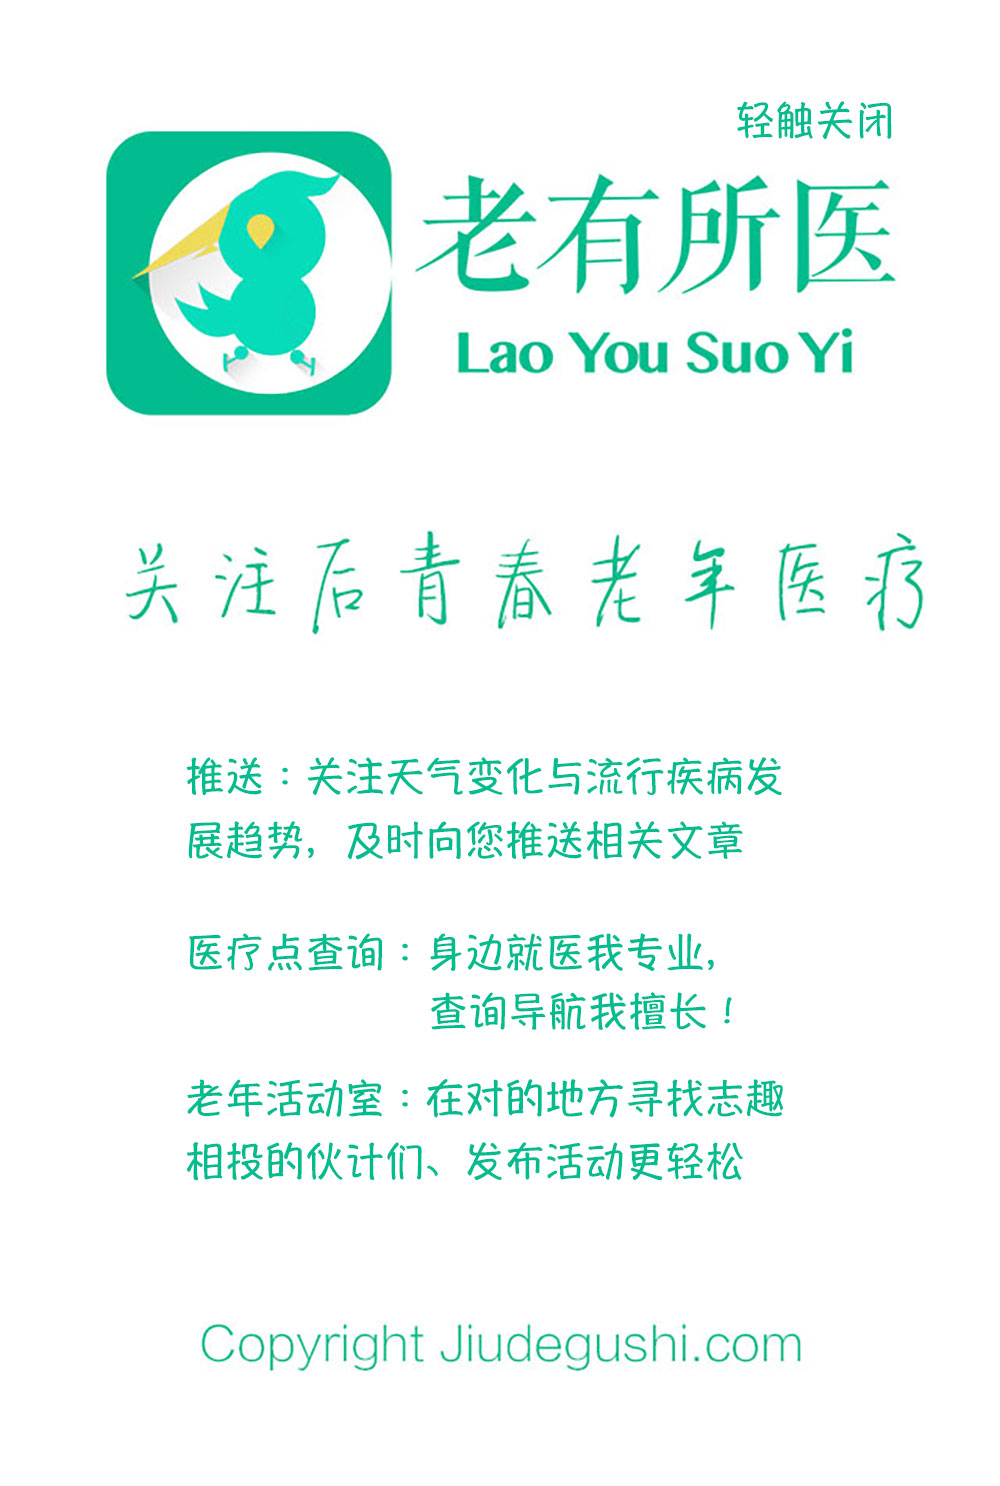 轻触关闭
老有所医
Lao You Suo Yi
关注后青春老年医疗
推送：关注天气变化与流行疾病发
展趋势，及时向您推送相关文章
医疗点查询：身边就医我专业，
查询导航我擅长！
老年活动室：在对的地方寻找志趣
相投的伙计们、发布活动更轻松
Copyright Jiudegushi.com